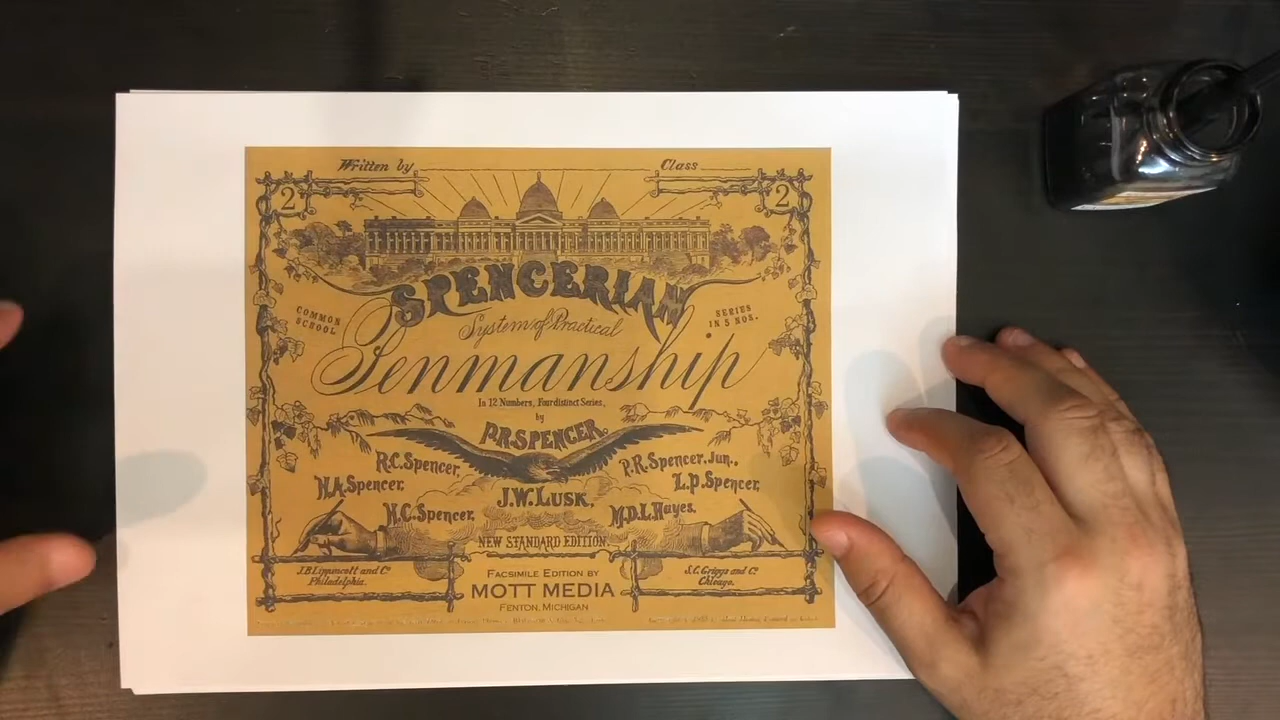 Written by Class
2 2
SPENCERIAN
COMMON SCHOOL.
SERIES IN 5 NOS.
System of Practical
Penmanship
In 12 Numbers, Four distinct Series,
by
P.R. SPENCER.
R.C. Spencer, P.R. Spencer, Jun.,
H.A. Spencer, L.P. Spencer,
J.W. LUSK,
H.C. Spencer, M.D.L. Hayes.
NEW STANDARD EDITION.
J.B. Lippincott and Co
Philadelphia.
S.C. Griggs and Co
Chicago.
FACSIMILE EDITION BY
MOTT MEDIA
FENTON, MICHIGAN